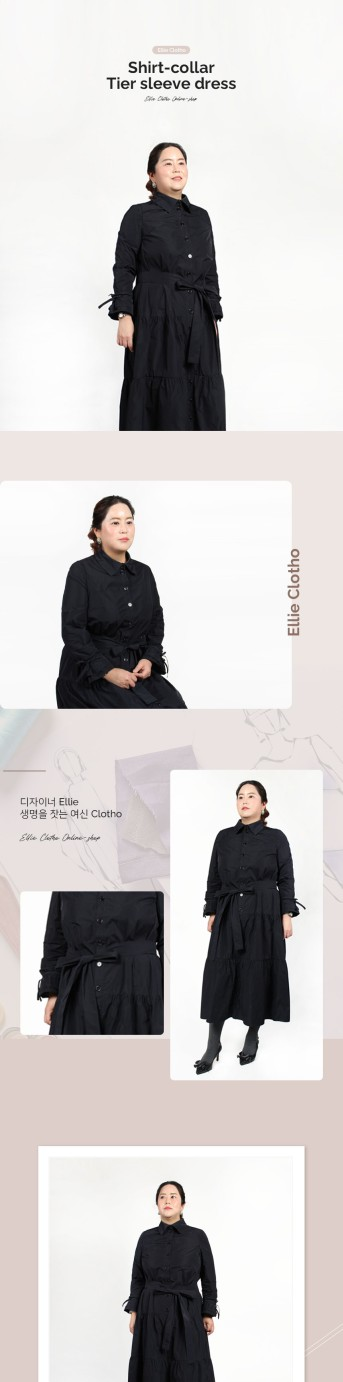 Ellie Clotho
Shirt-collar
Tier sleeve dress
Ellie Clotho Online-shop
Ellie Clotho
디자이너 Ellie
생명을 잣는 여신 Clotho
Ellie Clotho Online-shop